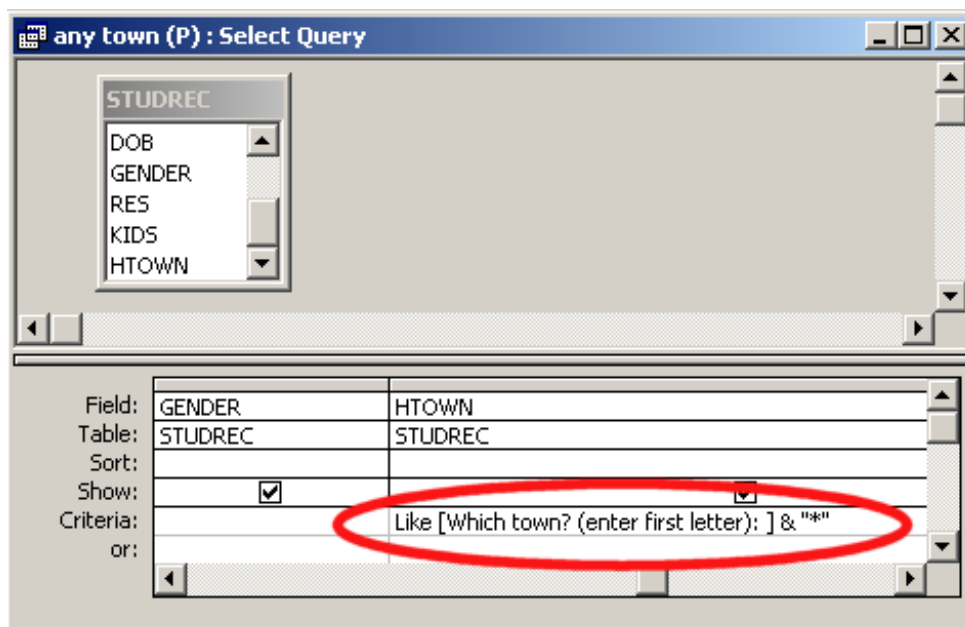 any town (P) : Select Query
STUDREC
DOB
GENDER
RES
KIDS
HTOWN
Field: GENDER HTOWN
Table: STUDREC STUDREC
Sort:
Show:
Criteria: Like [Which town? (enter first letter): ] & "*"
or: